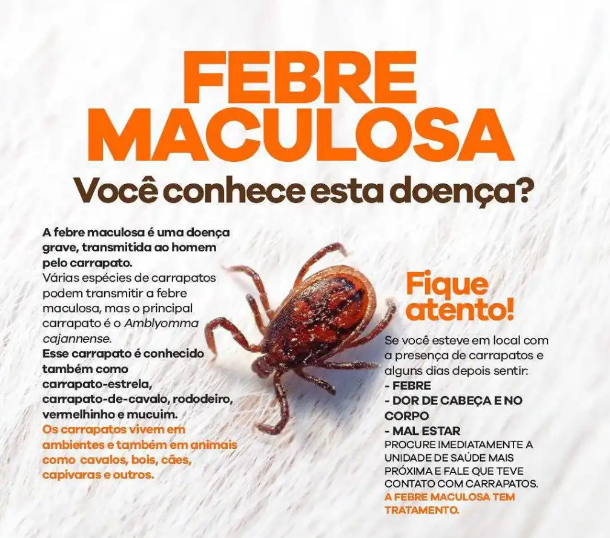 FEBRE
MACULOSA
Você conhece esta doença?
A febre maculosa é uma doença
grave, transmitida ao homem
pelo carrapato.
Várias espécies de carrapatos
podem transmitir a febre
maculosa, mas o principal
carrapato é o Amblyomma
cajannense.
Esse carrapato é conhecido
também como
carrapato-estrela,
carrapato-de-cavalo, rododeiro,
vermelhinho e mucuim.
Os carrapatos vivem em
ambientes e também em animais
como cavalos, bois, cães,
capivaras e outros.
Fique
atento!
Se você esteve em local com
a presença de carrapatos e
alguns dias depois sentir:
- FEBRE
- DOR DE CABEÇA E NO
CORPO
- MAL ESTAR
PROCURE IMEDIATAMENTE A
UNIDADE DE SAÚDE MAIS
PRÓXIMA E FALE QUE TEVE
CONTATO COM CARRAPATOS.
A FEBRE MACULOSA TEM
TRATAMENTO.